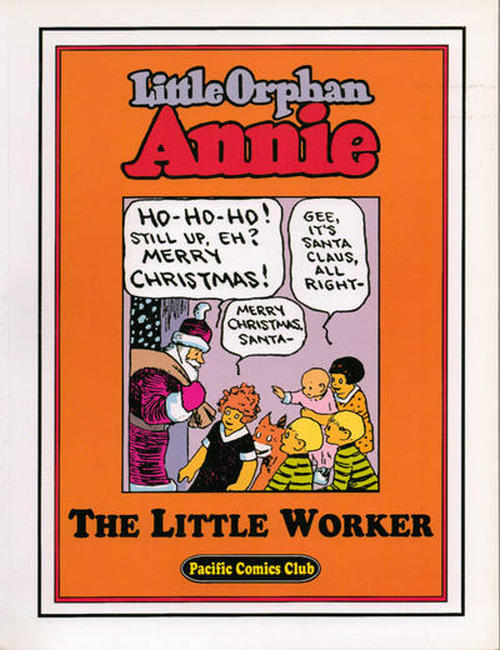 Little Orphan
Annie
HO-HO-HO!
STILL UP, EH?
MERRY
CHRISTMAS!
GEE,
IT'S
SANTA
CLAUS,
ALL
RIGHT-
MERRY
CHRISTMAS,
SANTA-
THE LITTLE WORKER
Pacific Comics Club